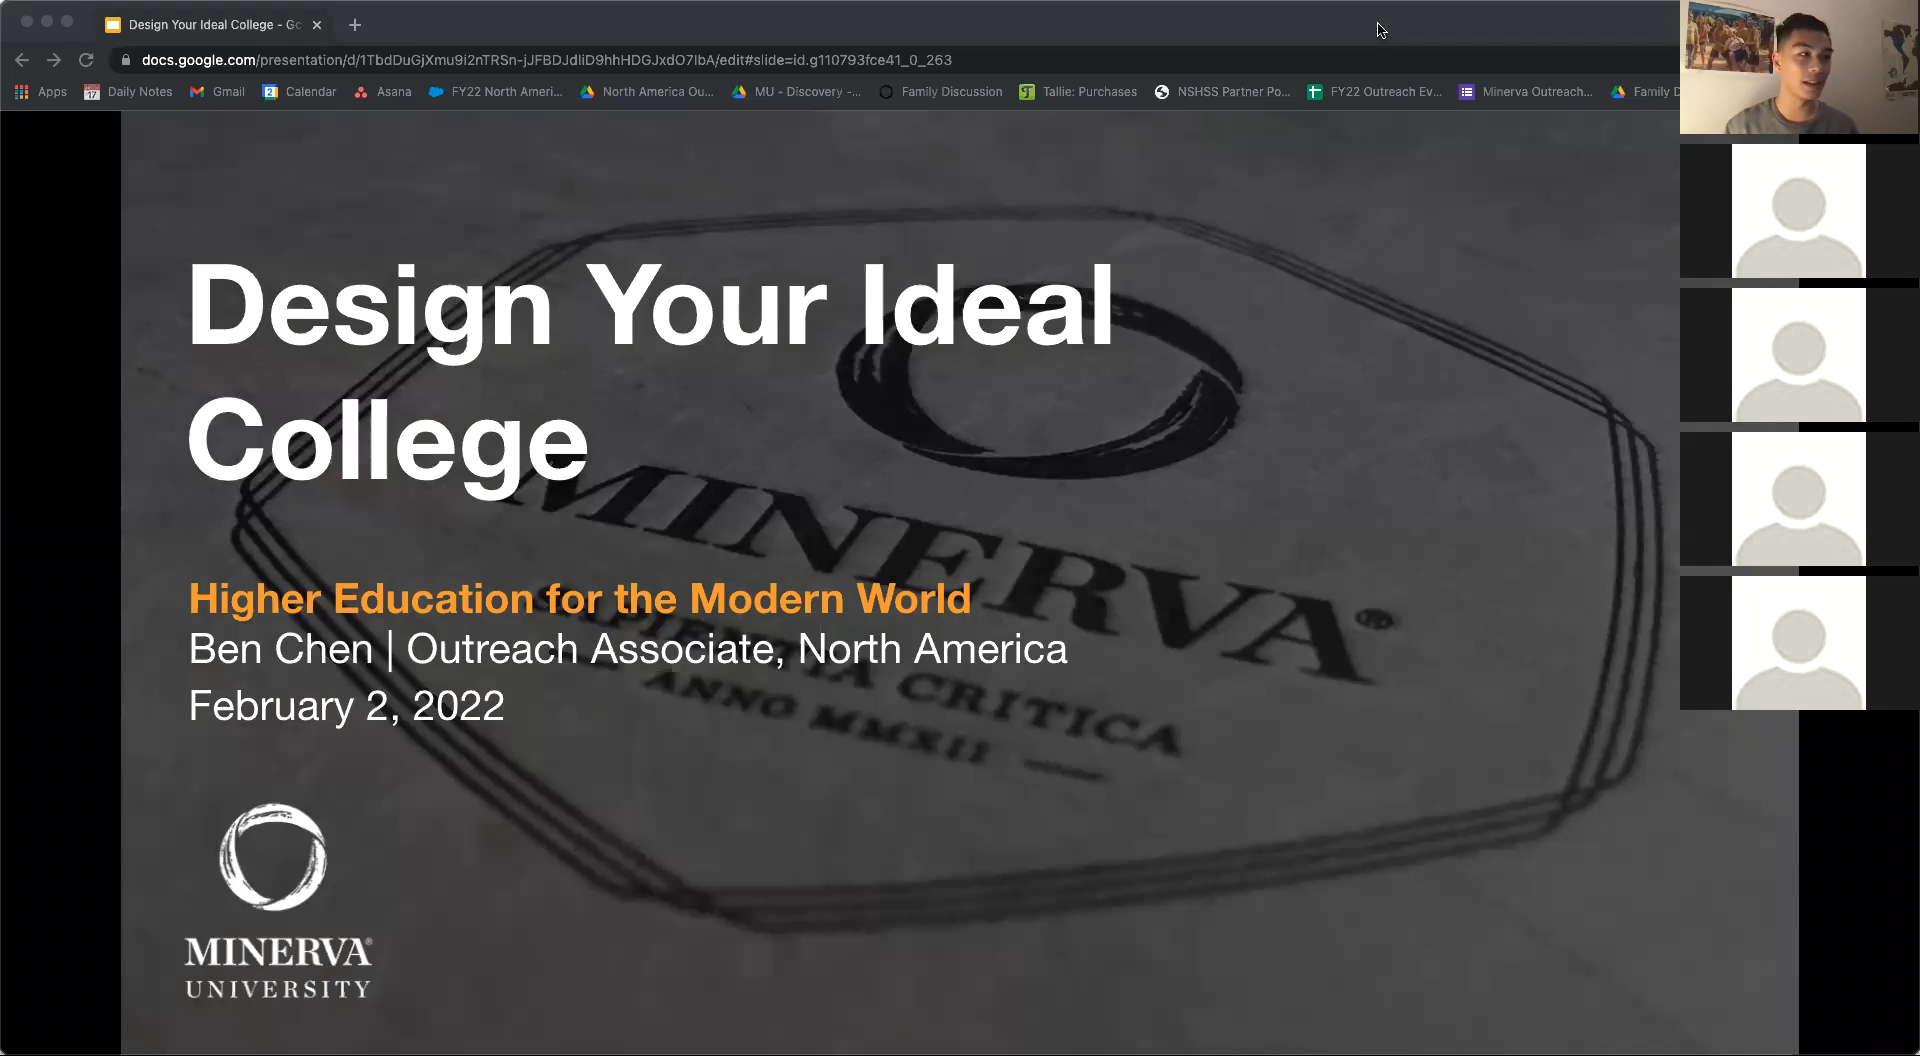 Design Your Ideal College - Gc
docs.google.com/presentation/d/1TbdDuGjXmu9i2nTRSn-jJFBDJdliD9hhHDGJxdO7IbA/edit#slide=id.g110793fce41_0_263
Apps 17 Daily Notes Gmail 2 Calendar Asana FY22 North Ameri... North America Ou... MU - Discovery -... Family Discussion Tallie: Purchases NSHSS Partner Po... FY22 Outreach Ev... Minerva Outreach... Family D
Design Your Ideal
College
MINERVA®
SAPIENTIA CRITICA
ANNO MMXII
Higher Education for the Modern World
Ben Chen | Outreach Associate, North America
February 2, 2022
MINERVA®
UNIVERSITY